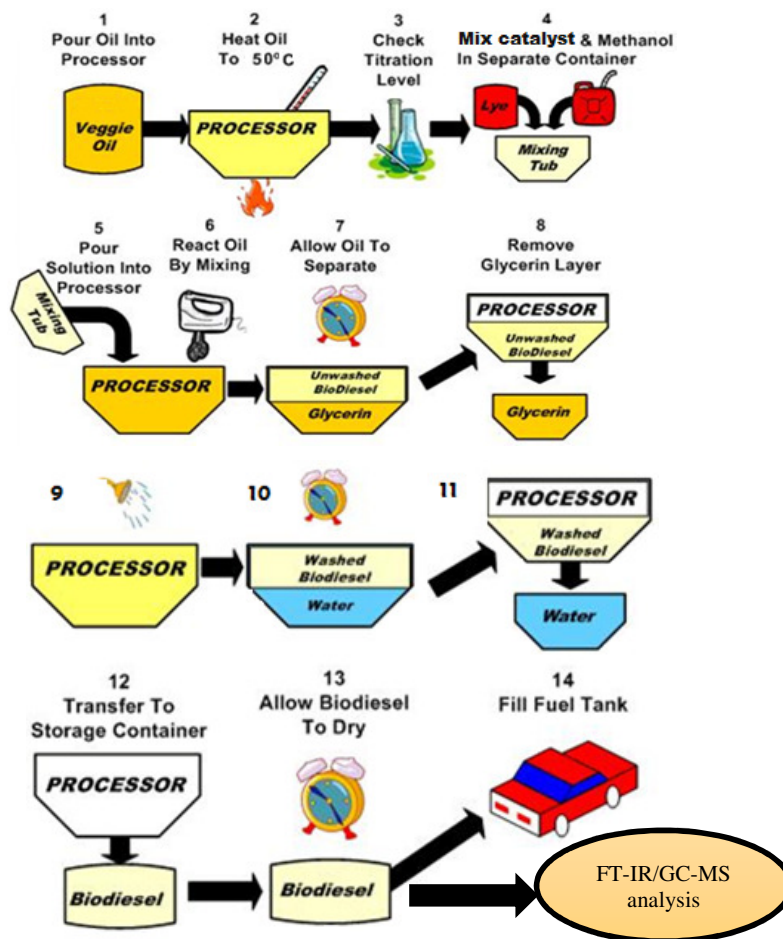 1
Pour Oil Into
Processor
2
Heat Oil
To 50°C
3
Check
Titration
Level
4
Mix catalyst & Methanol
In Separate Container
Veggie
Oil
PROCESSOR
Lye
Mixing
Tub
5
Pour
Solution Into
Processor
6
React Oil
By Mixing
7
Allow Oil To
Separate
8
Remove
Glycerin Layer
Mixing
Tub
PROCESSOR
Unwashed
BioDiesel
Glycerin
PROCESSOR
Unwashed
BioDiesel
Glycerin
9
10
11
PROCESSOR
Washed
Biodiesel
Water
PROCESSOR
Washed
Biodiesel
Water
12
Transfer To
Storage Container
13
Allow Biodiesel
To Dry
14
Fill Fuel Tank
PROCESSOR
Biodiesel
Biodiesel
FT-IR/GC-MS
analysis